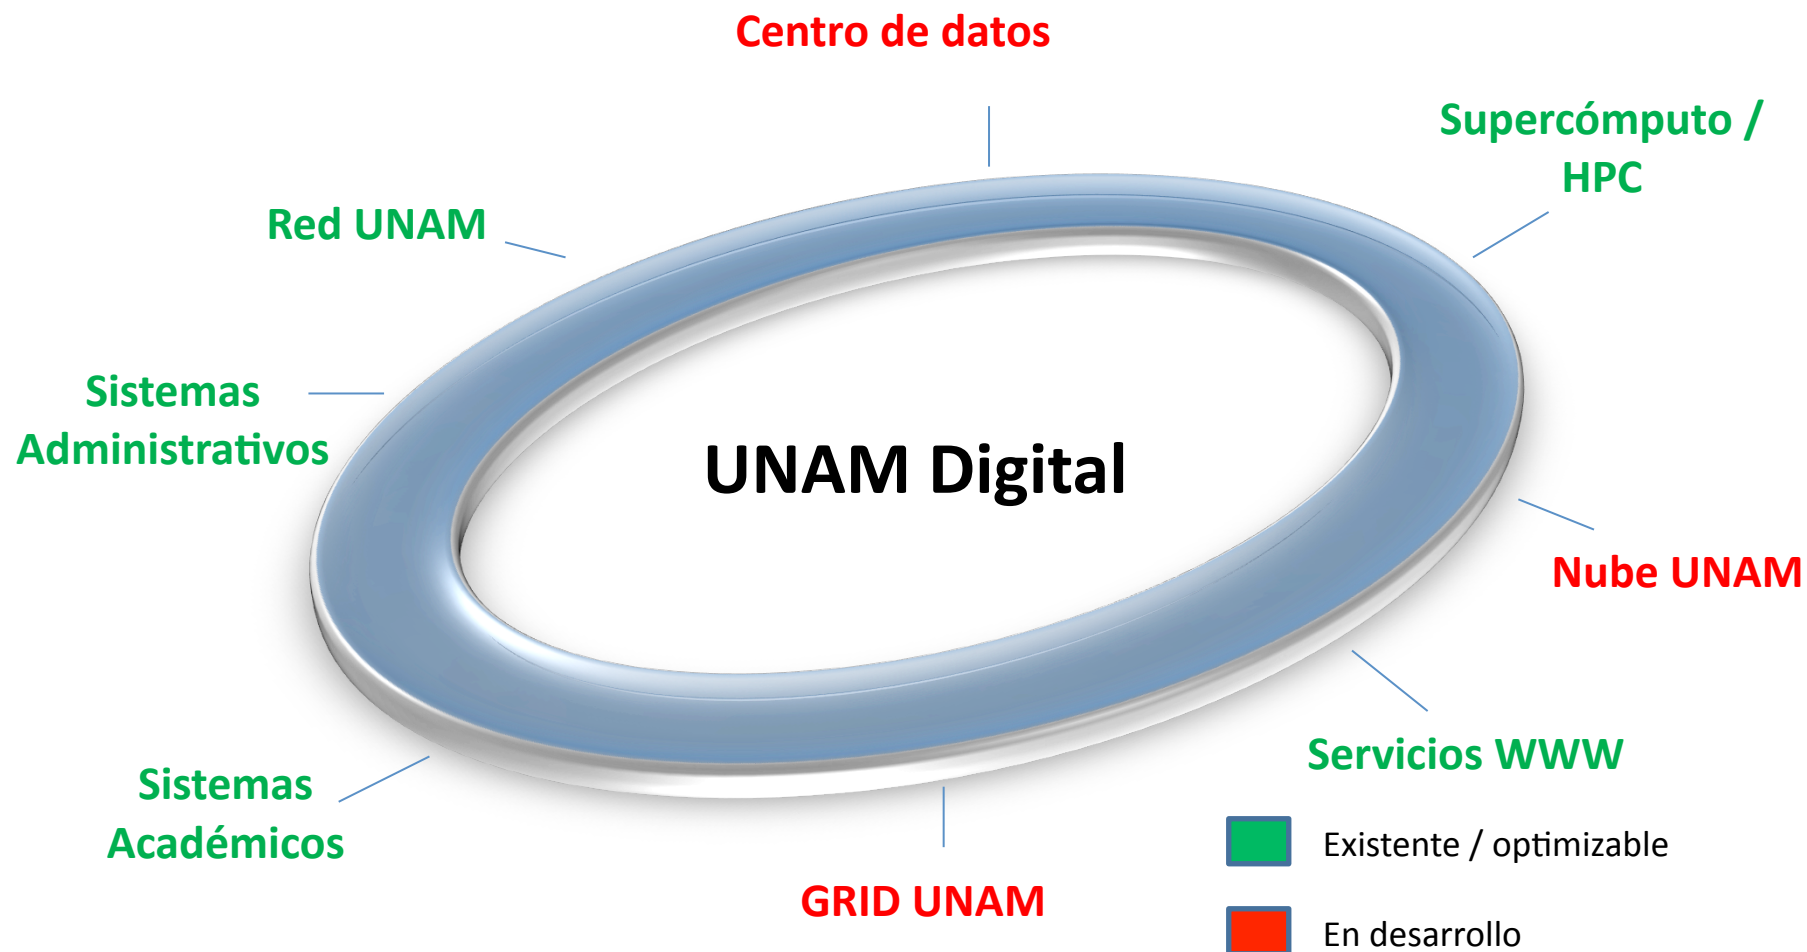 Centro de datos
Supercómputo /
HPC
Red UNAM
Sistemas
Administrativos
UNAM Digital
Nube UNAM
Servicios WWW
Sistemas
Académicos
GRID UNAM
Existente / optimizable
En desarrollo